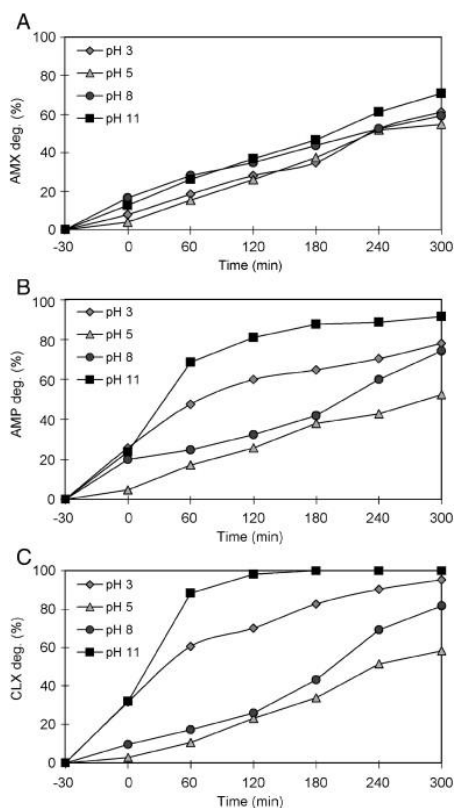 A
100
80
60
40
20
0
AMX deg. (%)
pH 3
pH 5
pH 8
pH 11
-30 0 60 120 180 240 300
Time (min)
B
100
80
60
40
20
0
AMP deg. (%)
pH 3
pH 5
pH 8
pH 11
-30 0 60 120 180 240 300
Time (min)
C
100
80
60
40
20
0
CLX deg. (%)
pH 3
pH 5
pH 8
pH 11
-30 0 60 120 180 240 300
Time (min)